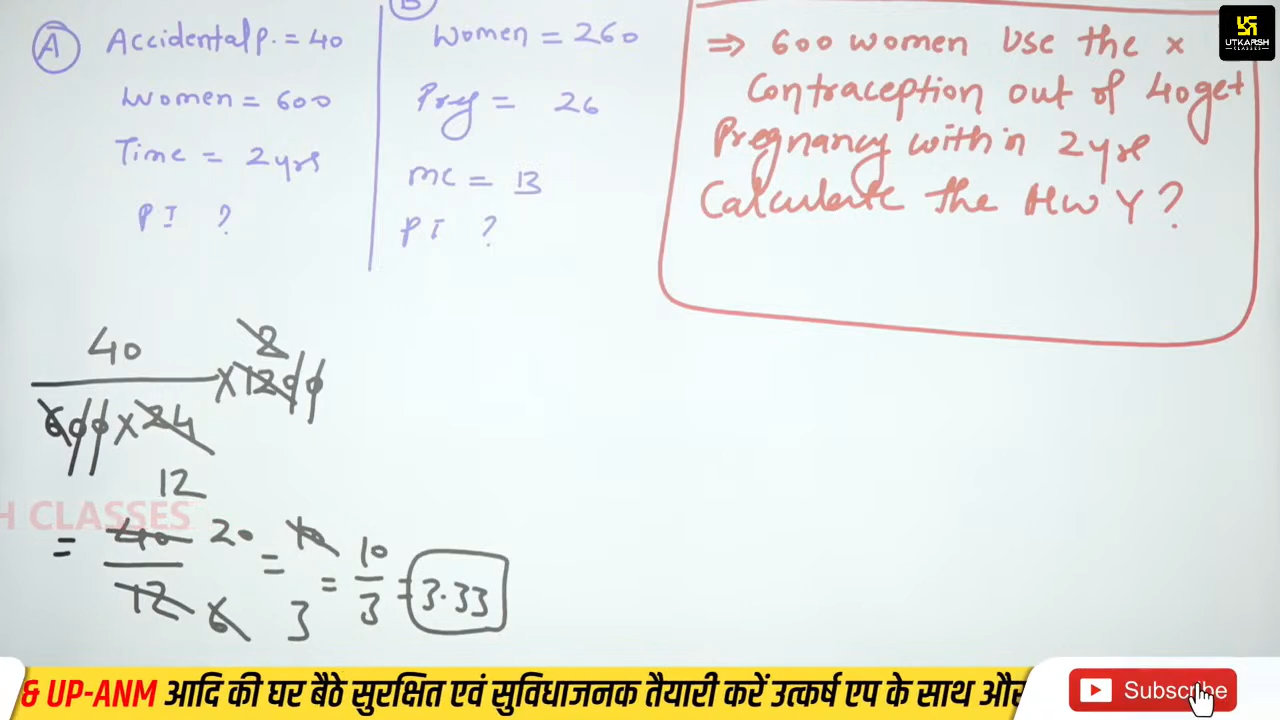 A Accidental p. = 40
Women = 600
Time = 2 yrs
P I ?
B
Women = 260
Preg = 26
mc = 13
P I ?
⇒ 600 women Use the x
Contraception out of 40 get
Pregnancy with in 2 yrs
Calculate the HWY?
UTKARSH
CLASSES
40
2
× 1200
600 × 24
12
H CLASSES
= 40 20 = 10 = 10 = 3.33
12 6 3 3
& UP-ANM आदि की घर बैठे सुरक्षित एवं सुविधाजनक तैयारी करें उत्कर्ष एप के साथ और
Subscribe